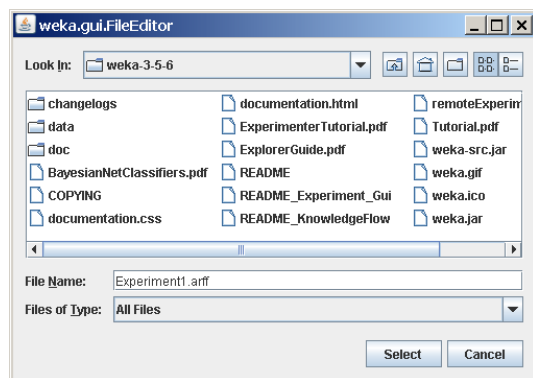 weka.gui.FileEditor
Look In: weka-3-5-6
changelogs documentation.html remoteExperim
data ExperimenterTutorial.pdf Tutorial.pdf
doc ExplorerGuide.pdf weka-src.jar
BayesianNetClassifiers.pdf README weka.gif
COPYING README_Experiment_Gui weka.ico
documentation.css README_KnowledgeFlow weka.jar
File Name: Experiment1.arff
Files of Type: All Files
Select Cancel